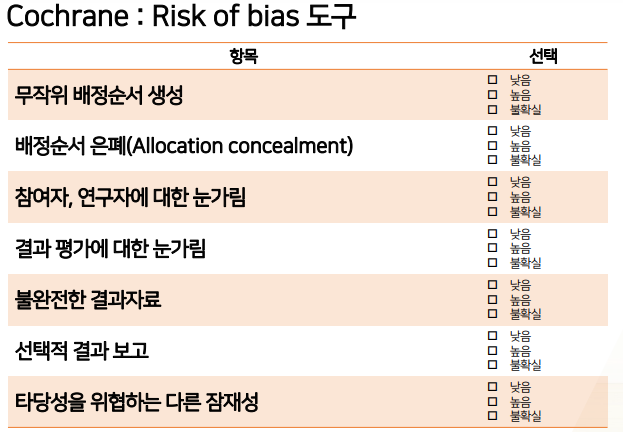 Cochrane : Risk of bias 도구
항목 선택
무작위 배정순서 생성
□ 낮음
□ 높음
□ 불확실
배정순서 은폐(Allocation concealment)
□ 낮음
□ 높음
□ 불확실
참여자, 연구자에 대한 눈가림
□ 낮음
□ 높음
□ 불확실
결과 평가에 대한 눈가림
□ 낮음
□ 높음
□ 불확실
불완전한 결과자료
□ 낮음
□ 높음
□ 불확실
선택적 결과 보고
□ 낮음
□ 높음
□ 불확실
타당성을 위협하는 다른 잠재성
□ 낮음
□ 높음
□ 불확실